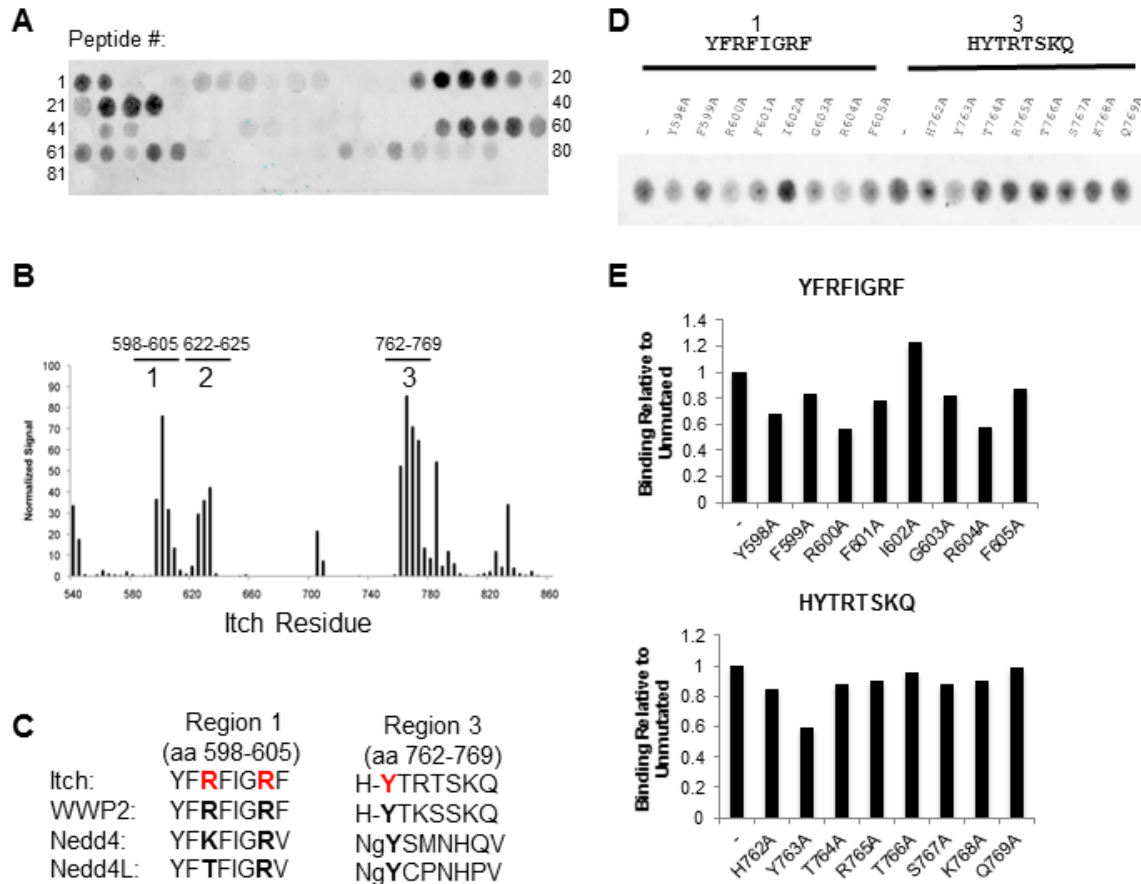 A
Peptide #:
1 20
21 40
41 60
61 80
81
B
598-605 622-625 762-769
1 2 3
Normalized Signal
100
90
80
70
60
50
40
30
20
10
0
540 580 620 660 700 740 780 820 860
Itch Residue
C
Region 1 Region 3
(aa 598-605) (aa 762-769)
Itch: YFRFIGRF H-YTRTSKQ
WWP2: YFRFIGRF H-YTKSSKQ
Nedd4: YFKFIGRV NgYSMNHQV
Nedd4L: YFTFIGRV NgYCPNHPV
D
1 3
YFRFIGRF HYTRTSKQ
- Y598A F599A R600A F601A I602A G603A R604A F605A - H762A Y763A T764A R765A T766A S767A K768A Q769A
E
YFRFIGRF
Binding Relative to
Unmutaed
1.4
1.2
1
0.8
0.6
0.4
0.2
0
- Y598A F599A R600A F601A I602A G603A R604A F605A
HYTRTSKQ
Binding Relative to
Unmutated
1.2
1
0.8
0.6
0.4
0.2
0
- H762A Y763A T764A R765A T766A S767A K768A Q769A